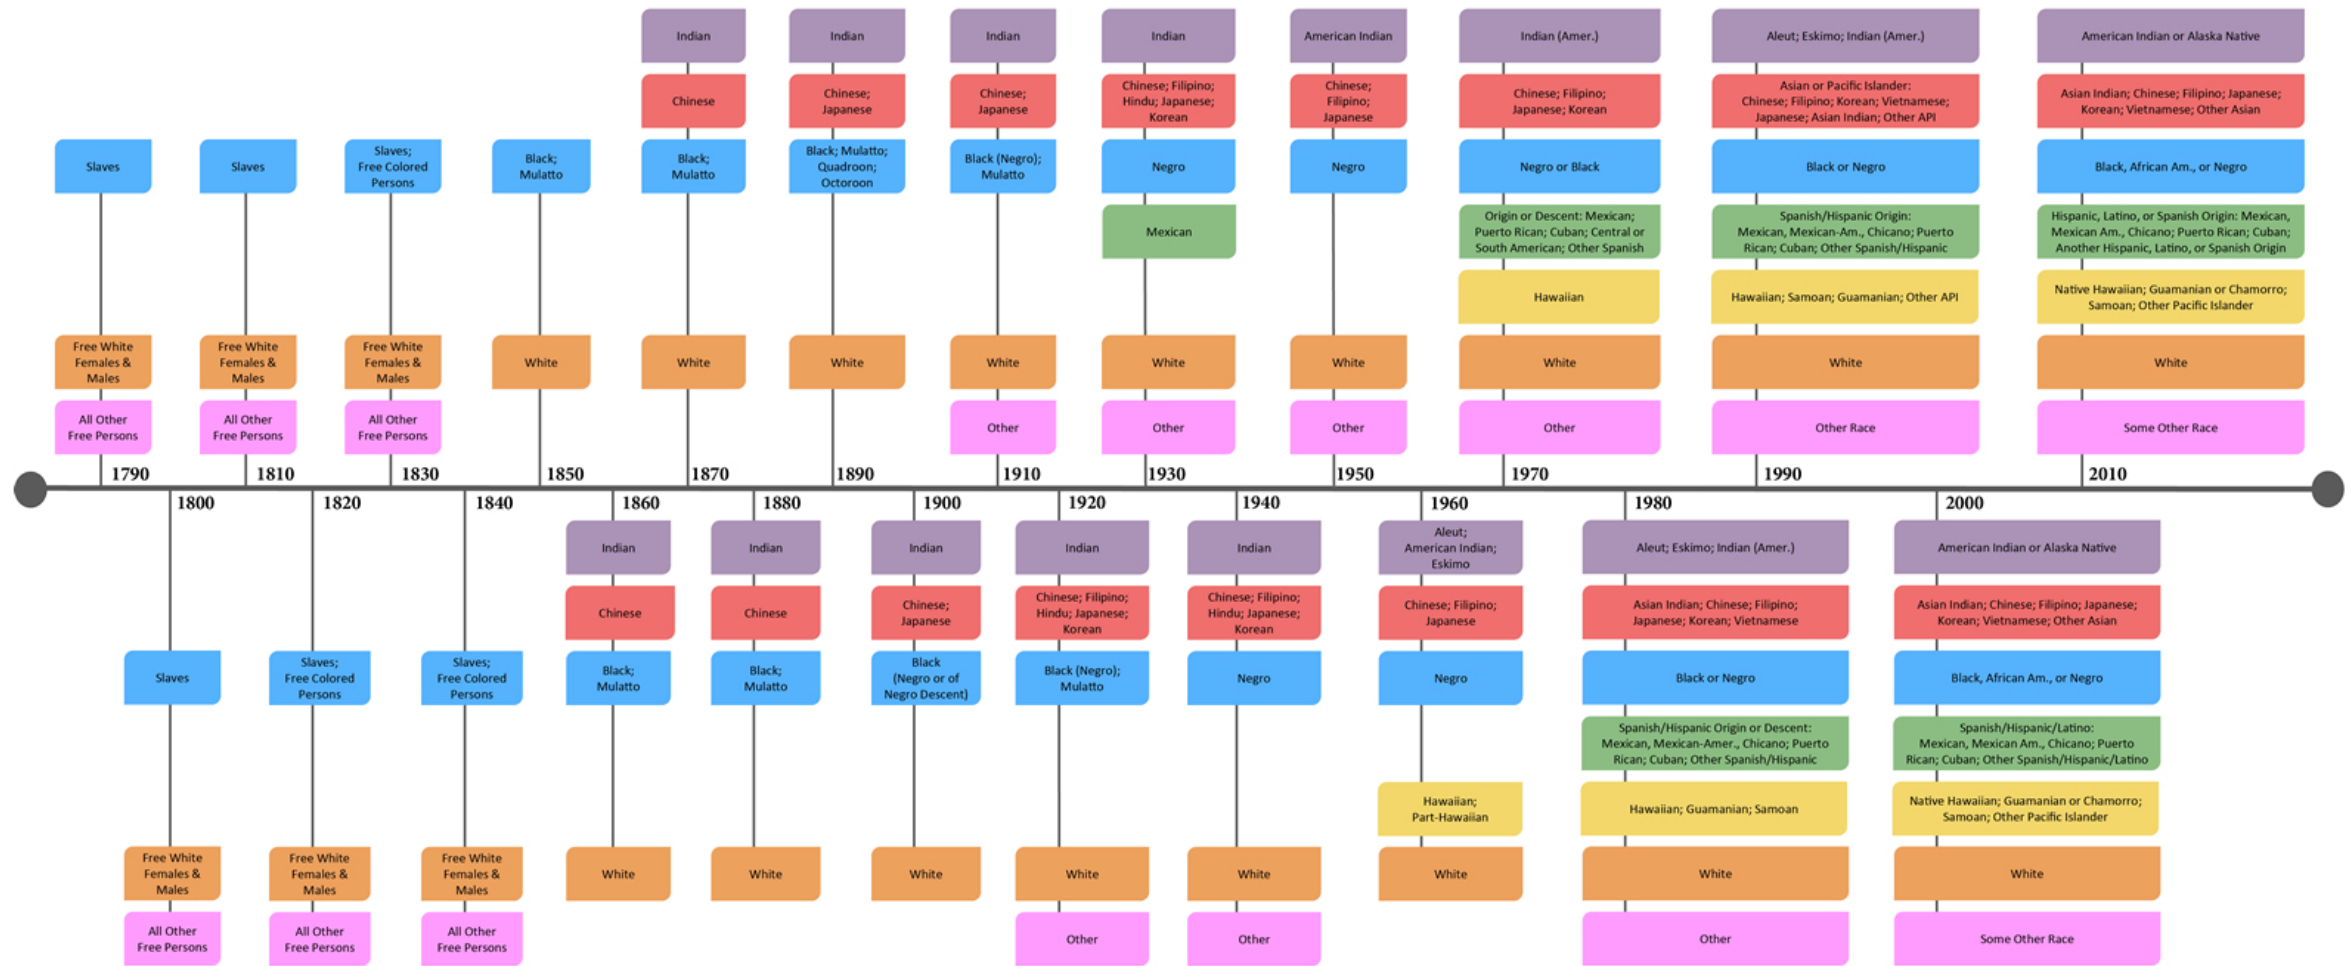 Indian
Chinese
Black;
Mulatto
White
1870
Indian
Chinese;
Japanese
Black; Mulatto;
Quadroon;
Octoroon
White
1890
Indian
Chinese;
Japanese
Black (Negro);
Mulatto
White
Other
1910
Indian
Chinese; Filipino;
Hindu; Japanese;
Korean
Negro
Mexican
White
Other
1930
American Indian
Chinese;
Filipino;
Japanese
Negro
White
Other
1950
Indian (Amer.)
Chinese; Filipino;
Japanese; Korean
Negro or Black
Origin or Descent: Mexican;
Puerto Rican; Cuban; Central or
South American; Other Spanish
Hawaiian
White
Other
1970
Aleut; Eskimo; Indian (Amer.)
Asian or Pacific Islander:
Chinese; Filipino; Korean; Vietnamese;
Japanese; Asian Indian; Other API
Black or Negro
Spanish/Hispanic Origin:
Mexican, Mexican-Am., Chicano; Puerto
Rican; Cuban; Other Spanish/Hispanic
Hawaiian; Samoan; Guamanian; Other API
White
Other Race
1990
American Indian or Alaska Native
Asian Indian; Chinese; Filipino; Japanese;
Korean; Vietnamese; Other Asian
Black, African Am., or Negro
Hispanic, Latino, or Spanish Origin: Mexican,
Mexican Am., Chicano; Puerto Rican; Cuban;
Another Hispanic, Latino, or Spanish Origin
Native Hawaiian; Guamanian or Chamorro;
Samoan; Other Pacific Islander
White
Some Other Race
2010
Slaves
Free White
Females &
Males
All Other
Free Persons
1790
Slaves
Free White
Females &
Males
All Other
Free Persons
1810
Slaves;
Free Colored
Persons
Free White
Females &
Males
All Other
Free Persons
1830
Black;
Mulatto
White
1850
1800
Slaves
Free White
Females &
Males
All Other
Free Persons
1820
Slaves;
Free Colored
Persons
Free White
Females &
Males
All Other
Free Persons
1840
Slaves;
Free Colored
Persons
Free White
Females &
Males
All Other
Free Persons
1860
Indian
Chinese
Black;
Mulatto
White
1880
Indian
Chinese
Black;
Mulatto
White
1900
Indian
Chinese;
Japanese
Black
(Negro or of
Negro Descent)
White
1920
Indian
Chinese; Filipino;
Hindu; Japanese;
Korean
Black (Negro);
Mulatto
White
Other
1940
Indian
Chinese; Filipino;
Hindu; Japanese;
Korean
Negro
White
Other
1960
Aleut;
American Indian;
Eskimo
Chinese; Filipino;
Japanese
Negro
Hawaiian;
Part-Hawaiian
White
1980
Aleut; Eskimo; Indian (Amer.)
Asian Indian; Chinese; Filipino;
Japanese; Korean; Vietnamese
Black or Negro
Spanish/Hispanic Origin or Descent:
Mexican, Mexican-Amer., Chicano; Puerto
Rican; Cuban; Other Spanish/Hispanic
Hawaiian; Guamanian; Samoan
White
Other
2000
American Indian or Alaska Native
Asian Indian; Chinese; Filipino; Japanese;
Korean; Vietnamese; Other Asian
Black, African Am., or Negro
Spanish/Hispanic/Latino:
Mexican, Mexican Am., Chicano; Puerto
Rican; Cuban; Other Spanish/Hispanic/Latino
Native Hawaiian; Guamanian or Chamorro;
Samoan; Other Pacific Islander
White
Some Other Race